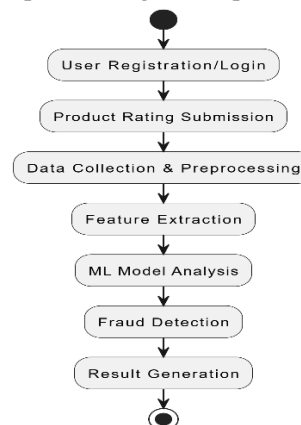 User Registration/Login
Product Rating Submission
Data Collection & Preprocessing
Feature Extraction
ML Model Analysis
Fraud Detection
Result Generation